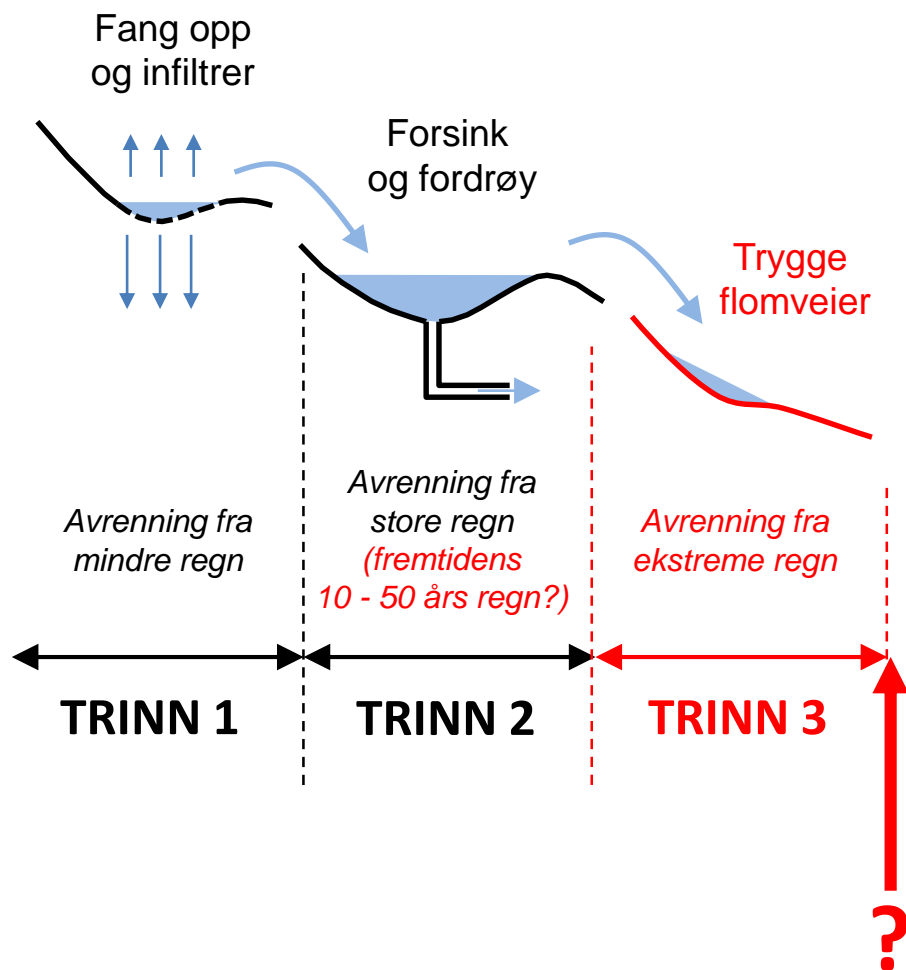 Fang opp
og infiltrer
Forsink
og fordrøy
Trygge
flomveier
Avrenning fra
mindre regn
Avrenning fra
store regn
(fremtidens
10 - 50 års regn?)
Avrenning fra
ekstreme regn
TRINN 1
TRINN 2
TRINN 3
?